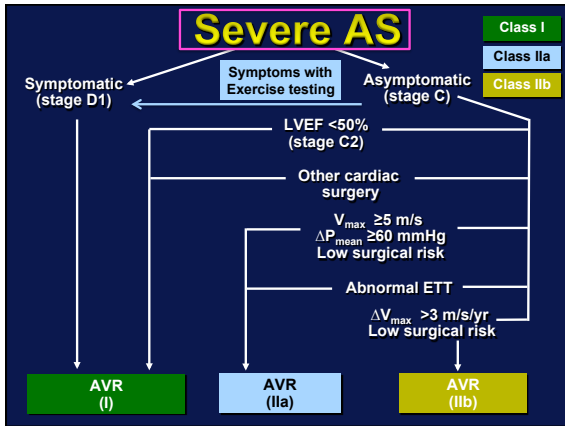 Severe AS
Class I
Class IIa
Class IIb
Symptomatic
(stage D1)
Symptoms with
Exercise testing
Asymptomatic
(stage C)
LVEF <50%
(stage C2)
Other cardiac
surgery
Vmax ≥5 m/s
ΔPmean ≥60 mmHg
Low surgical risk
Abnormal ETT
ΔVmax >3 m/s/yr
Low surgical risk
AVR
(I)
AVR
(IIa)
AVR
(IIb)